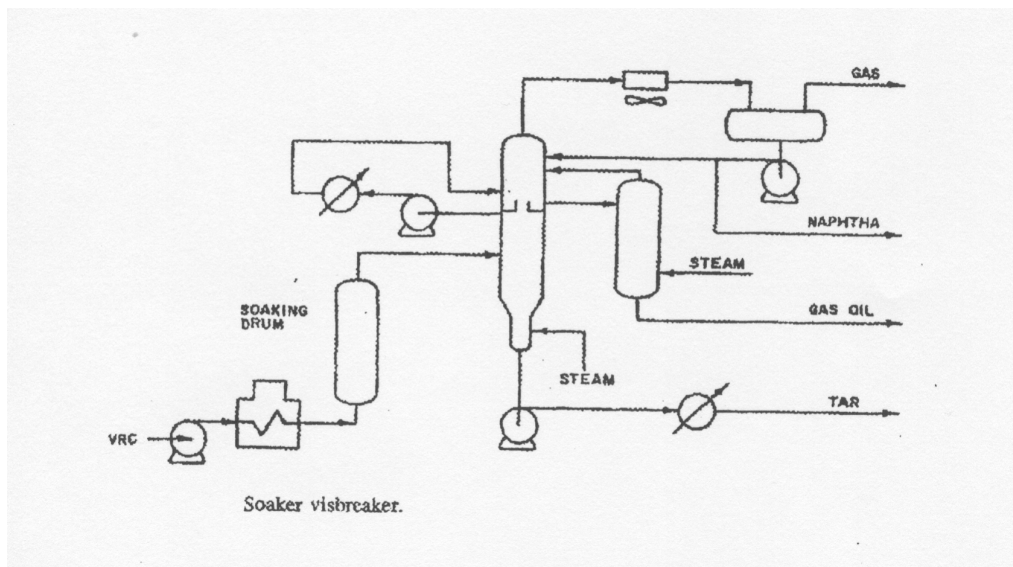 GAS
NAPHTHA
STEAM
SOAKING
DRUM
GAS OIL
STEAM
TAR
VRC
Soaker visbreaker.